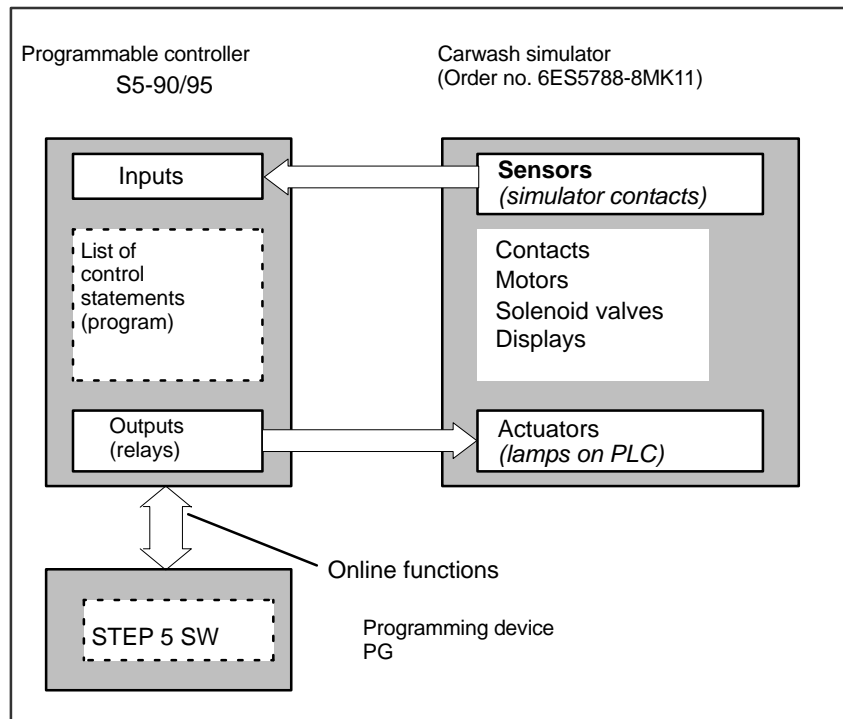 Programmable controller
S5-90/95
Carwash simulator
(Order no. 6ES5788-8MK11)
Inputs
Sensors
(simulator contacts)
List of
control
statements
(program)
Contacts
Motors
Solenoid valves
Displays
Outputs
(relays)
Actuators
(lamps on PLC)
Online functions
STEP 5 SW
Programming device
PG